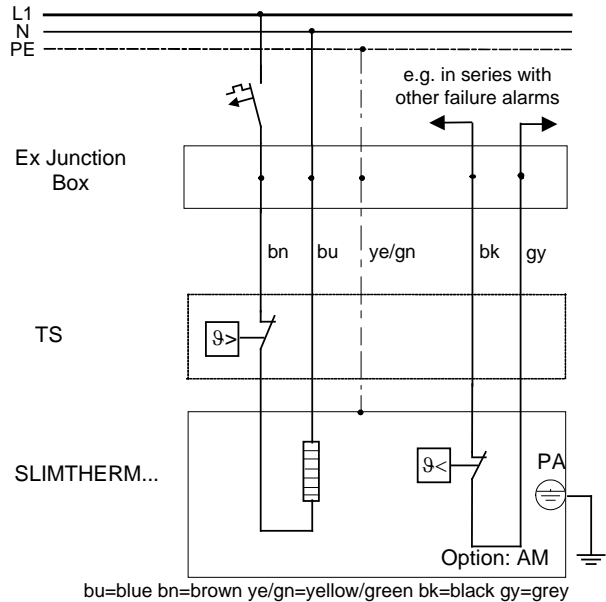 L1
N
PE
e.g. in series with
other failure alarms
Ex Junction
Box
bn bu ye/gn bk gy
TS
ϑ>
SLIMTHERM...
ϑ<
PA
Option: AM
bu=blue bn=brown ye/gn=yellow/green bk=black gy=grey